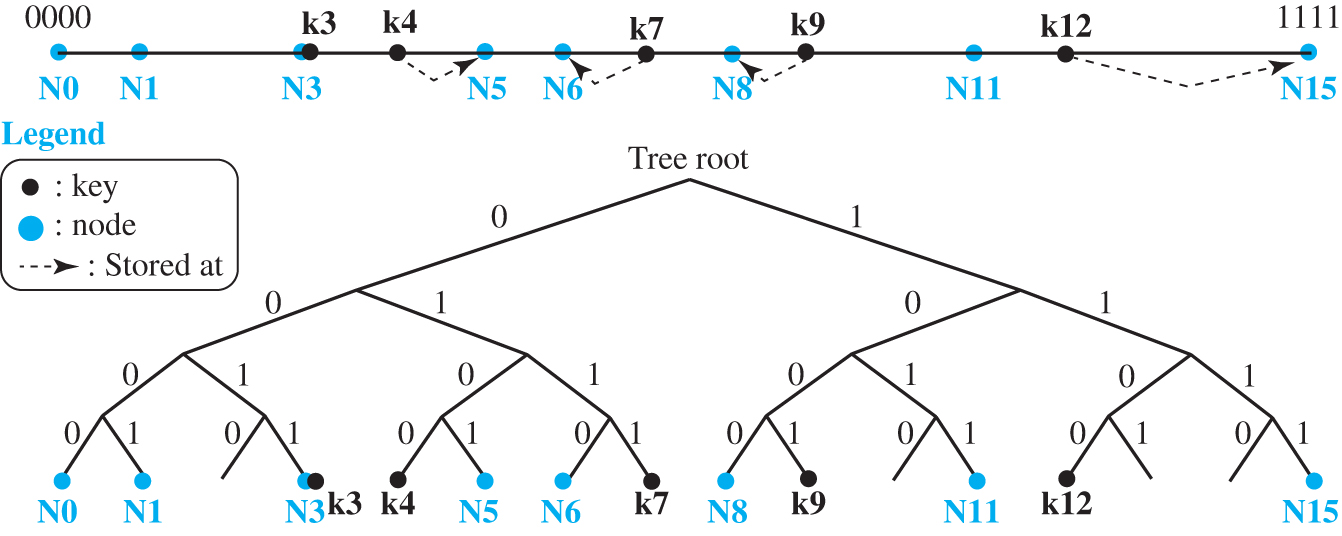 0000 k3 k4 k7 k9 k12 1111
N0 N1 N3 N5 N6 N8 N11 N15
Legend
: key
: node
: Stored at
Tree root
0 1
0 1 0 1
0 1 0 1 0 1 0 1
0 1 0 1 0 1 0 1 0 1 0 1 0 1 0 1
N0 N1 N3 k3 k4 N5 N6 k7 N8 k9 N11 k12 N15